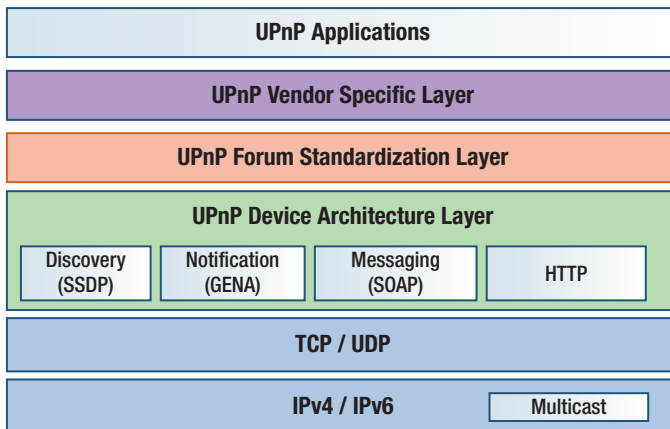 UPnP Applications
UPnP Vendor Specific Layer
UPnP Forum Standardization Layer
UPnP Device Architecture Layer
Discovery
(SSDP)
Notification
(GENA)
Messaging
(SOAP)
HTTP
TCP / UDP
IPv4 / IPv6
Multicast